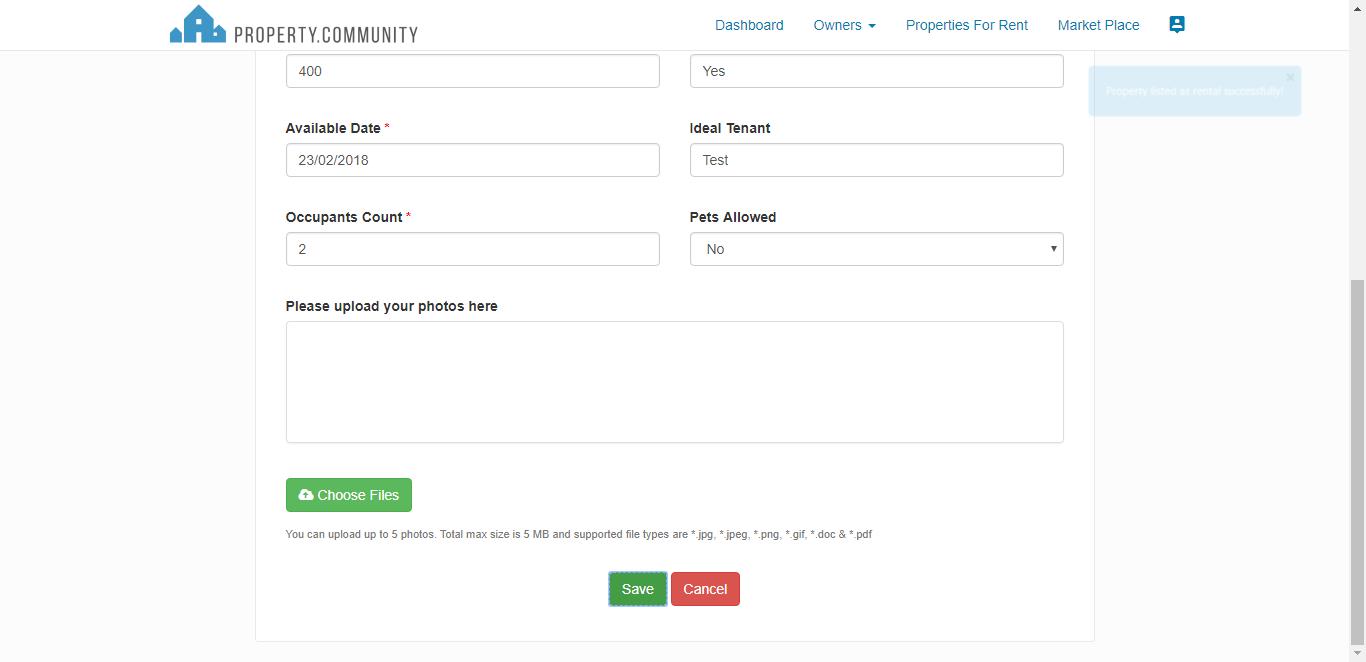 PROPERTY.COMMUNITY
Dashboard Owners Properties For Rent Market Place
400 Yes
Property listed as rental successfully! ×
Available Date * Ideal Tenant
23/02/2018 Test
Occupants Count * Pets Allowed
2 No
Please upload your photos here
Choose Files
You can upload up to 5 photos. Total max size is 5 MB and supported file types are *.jpg, *.jpeg, *.png, *.gif, *.doc & *.pdf
Save Cancel